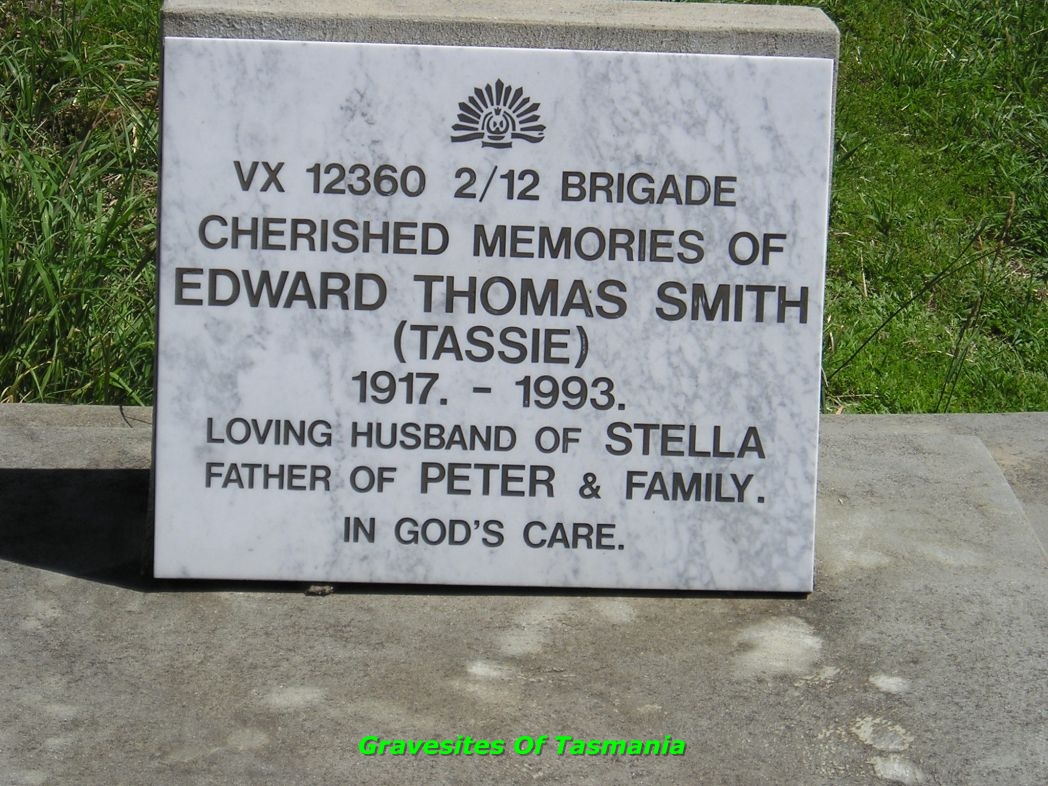 VX 12360 2/12 BRIGADE
CHERISHED MEMORIES OF
EDWARD THOMAS SMITH
(TASSIE)
1917. - 1993.
LOVING HUSBAND OF STELLA
FATHER OF PETER & FAMILY.
IN GOD'S CARE.
Gravesites Of Tasmania